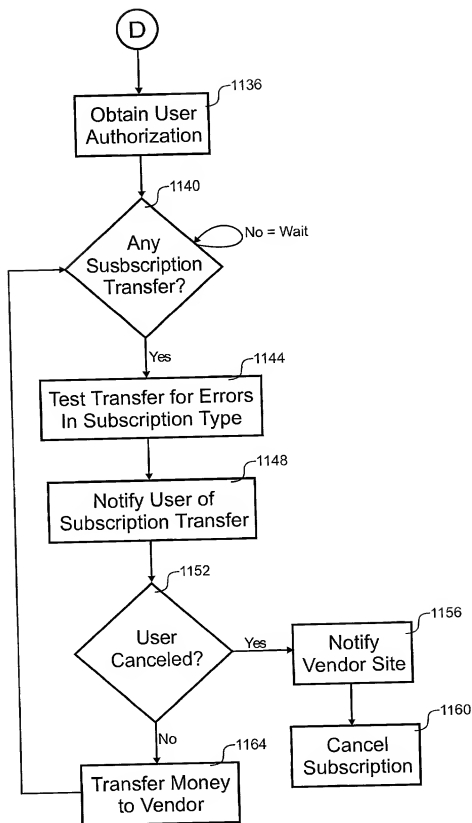 D
1136
Obtain User
Authorization
1140
Any
Susbscription
Transfer?
No = Wait
Yes
1144
Test Transfer for Errors
In Subscription Type
1148
Notify User of
Subscription Transfer
1152
User
Canceled?
Yes
1156
Notify
Vendor Site
1160
Cancel
Subscription
No
1164
Transfer Money
to Vendor